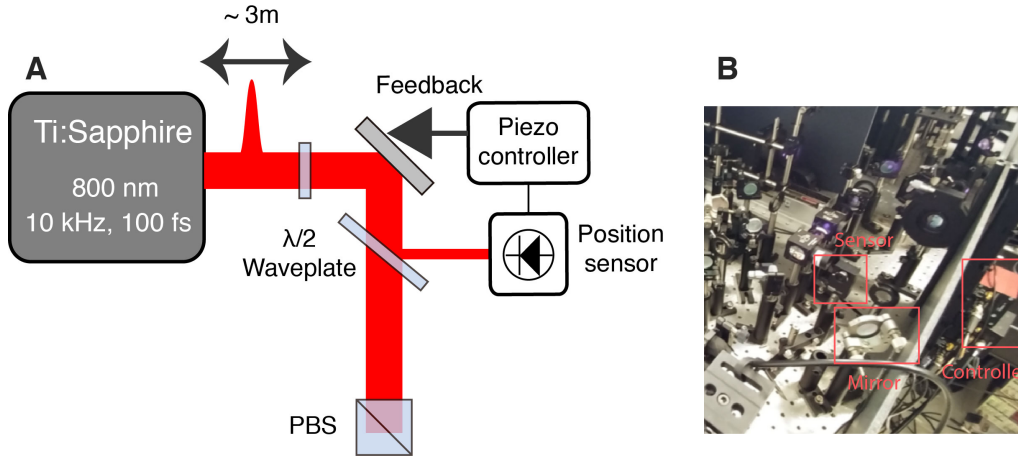 ~ 3m
A
B
Feedback
Ti:Sapphire
800 nm
10 kHz, 100 fs
Piezo
controller
λ/2
Waveplate
Position
sensor
PBS
Sensor
Mirror
Controlle